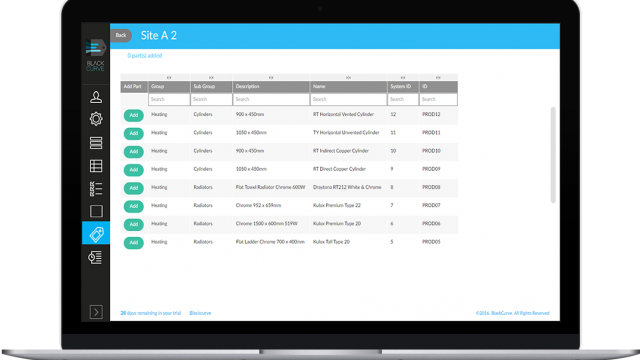 Back Site A 2
BLACK
CURVE
0 part(s) added
Add Part Group Sub Group Description Name System ID ID
Search Search Search Search Search Search
Add Heating Cylinders 900 x 450mm RT Horizontal Vented Cylinder 12 PROD12
Add Heating Cylinders 1050 x 450mm TY Horizontal Unvented Cylinder 11 PROD11
Add Heating Cylinders 900 x 450mm RT Indirect Copper Cylinder 10 PROD10
Add Heating Cylinders 1050 x 450mm RT Direct Copper Cylinder 9 PROD09
Add Heating Radiators Flat Towel Radiator Chrome 600W Draytona RT212 White & Chrome 8 PROD08
Add Heating Radiators Chrome 952 x 659mm Kulox Premium Type 22 7 PROD07
Add Heating Radiators Chrome 1500 x 600mm 519W Kulox Premium Type 20 6 PROD06
Add Heating Radiators Flat Ladder Chrome 700 x 400mm Kulox Tall Type 20 5 PROD05
28 days remaining in your trial Blackcurve ©2016. BlackCurve. All Rights Reserved